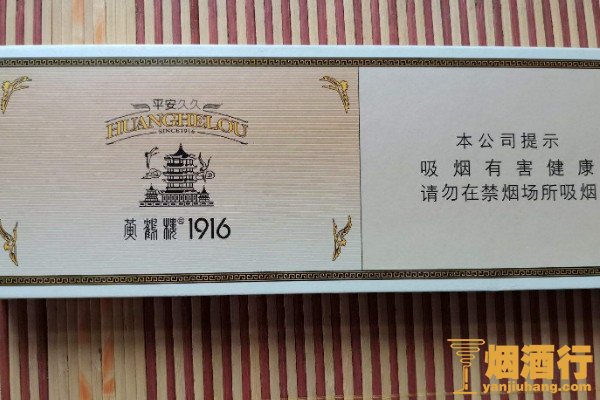 平安久久
HUANGHELOU
SINCE1916
黄鹤楼® 1916
本公司提示
吸烟有害健康
请勿在禁烟场所吸烟
烟酒行
yanjiuhang.com